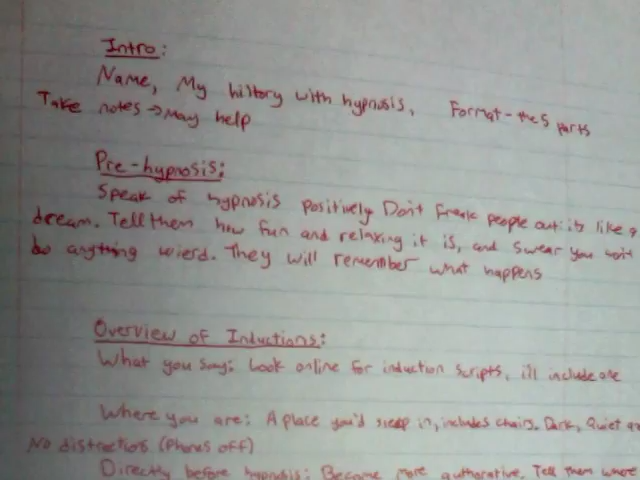 Intro:
Name, My history with hypnosis, Format - the 5 parts
Take notes → May help
Pre-hypnosis:
Speak of hypnosis positively Don't freak people out: its like a
dream. Tell them how fun and relaxing it is, and swear you won't
do anything wierd. They will remember what happens
Overview of Inductions:
What you say: Look online for induction scripts, ill include one
Where you are: A place you'd sleep in, includes chairs. Dark, Quiet
No distractions (Phones off)
Directly before hypnosis: Become more authorative. Tell them where